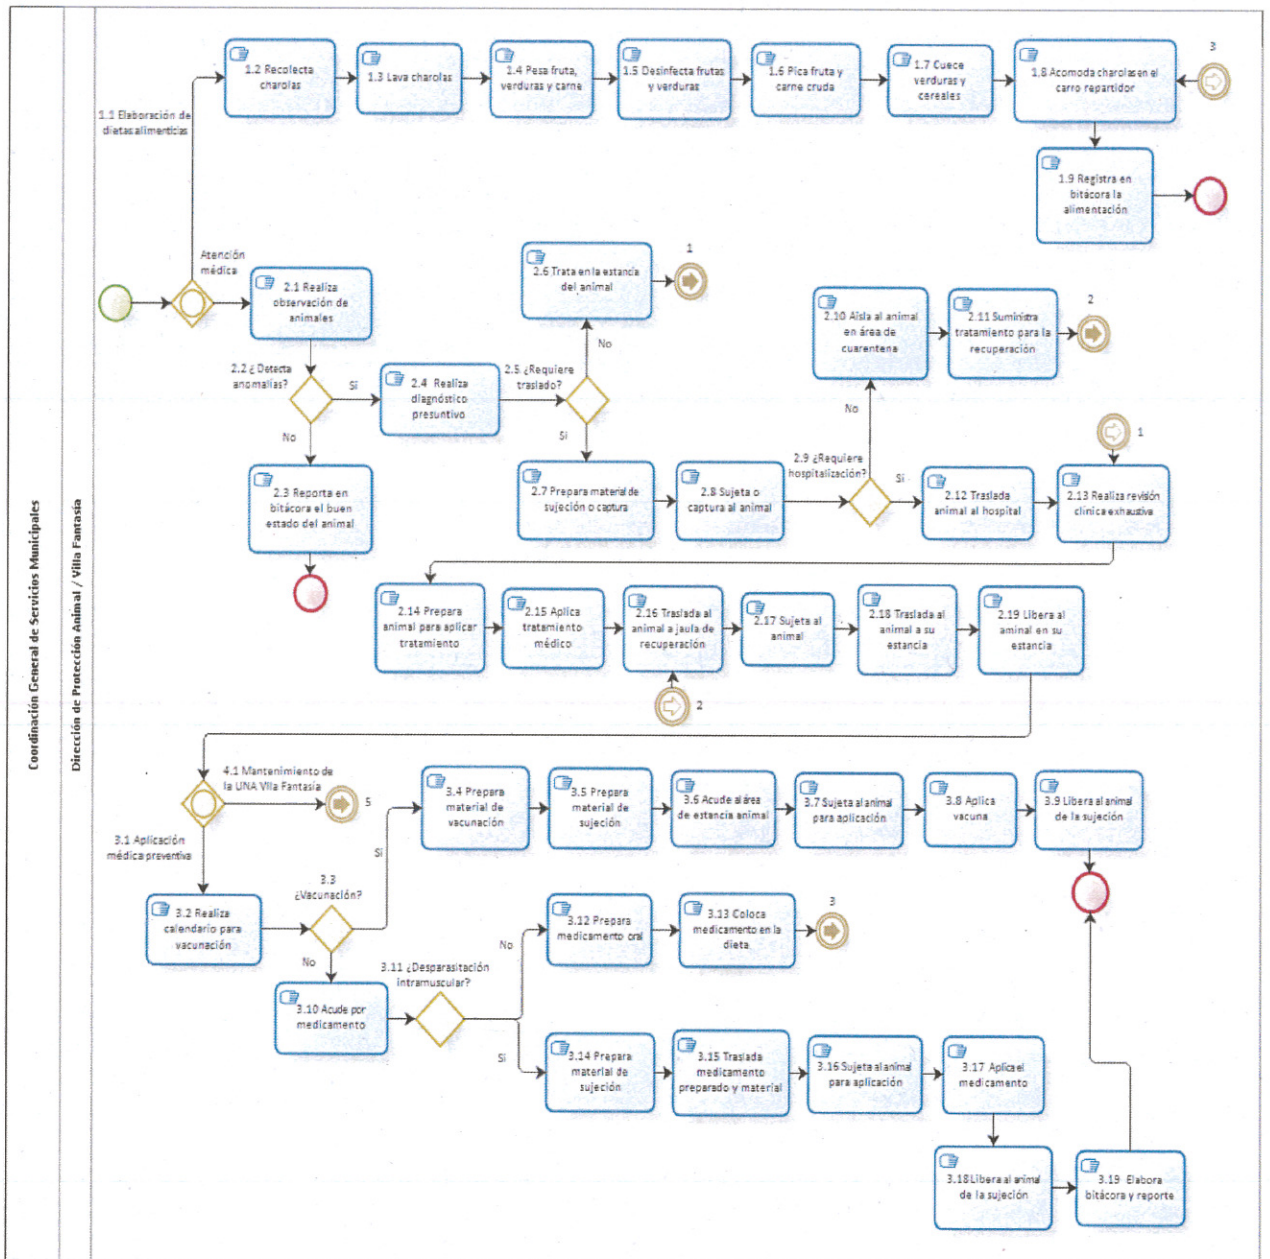 Coordinación General de Servicios Municipales
Dirección de Protección Animal / Villa Fantasía
1.1 Elaboración de
dietas alimenticias
1.2 Recolecta
charolas
1.3 Lava charolas
1.4 Pesa fruta,
verduras y carne
1.5 Desinfecta frutas
y verduras
1.6 Pica fruta y
carne cruda
1.7 Cuece
verduras y
cereales
1.8 Acomoda charolas en el
carro repartidor
3
1.9 Registra en
bitácora la
alimentación
Atención
médica
2.1 Realiza
observación de
animales
2.2 ¿Detecta
anomalías?
Si
No
2.3 Reporta en
bitácora el buen
estado del animal
2.4 Realiza
diagnóstico
presuntivo
2.5 ¿Requiere
traslado?
No
Si
2.6 Trata en la estancia
del animal
1
2.7 Prepara material de
sujeción o captura
2.8 Sujeta o
captura al animal
2.9 ¿Requiere
hospitalización?
No
Si
2.10 Aísla al animal
en área de
cuarentena
2.11 Suministra
tratamiento para la
recuperación
2
2.12 Traslada
animal al hospital
1
2.13 Realiza revisión
clínica exhaustiva
2.14 Prepara
animal para aplicar
tratamiento
2.15 Aplica
tratamiento
médico
2.16 Traslada al
animal a jaula de
recuperación
2
2.17 Sujeta al
animal
2.18 Traslada al
animal a su
estancia
2.19 Libera al
aminal en su
estancia
4.1 Mantenimiento de
la UNA Vlla Fantasía
5
3.1 Aplicación
médica preventiva
3.2 Realiza
calendario para
vacunación
3.3
¿Vacunación?
Si
No
3.4 Prepara
material de
vacunación
3.5 Prepara
material de
sujeción
3.6 Acude al área
de estancia animal
3.7 Sujeta al animal
para aplicación
3.8 Aplica
vacuna
3.9 Libera al animal
de la sujeción
3.10 Acude por
medicamento
3.11 ¿Desparasitación
intramuscular?
No
Si
3.12 Prepara
medicamento oral
3.13 Coloca
medicamento en la
dieta
3
3.14 Prepara
material de
sujeción
3.15 Traslada
medicamento
preparado y material
3.16 Sujeta al animal
para aplicación
3.17 Aplica el
medicamento
3.18 Libera al animal
de la sujeción
3.19 Elabora
bitácora y reporte